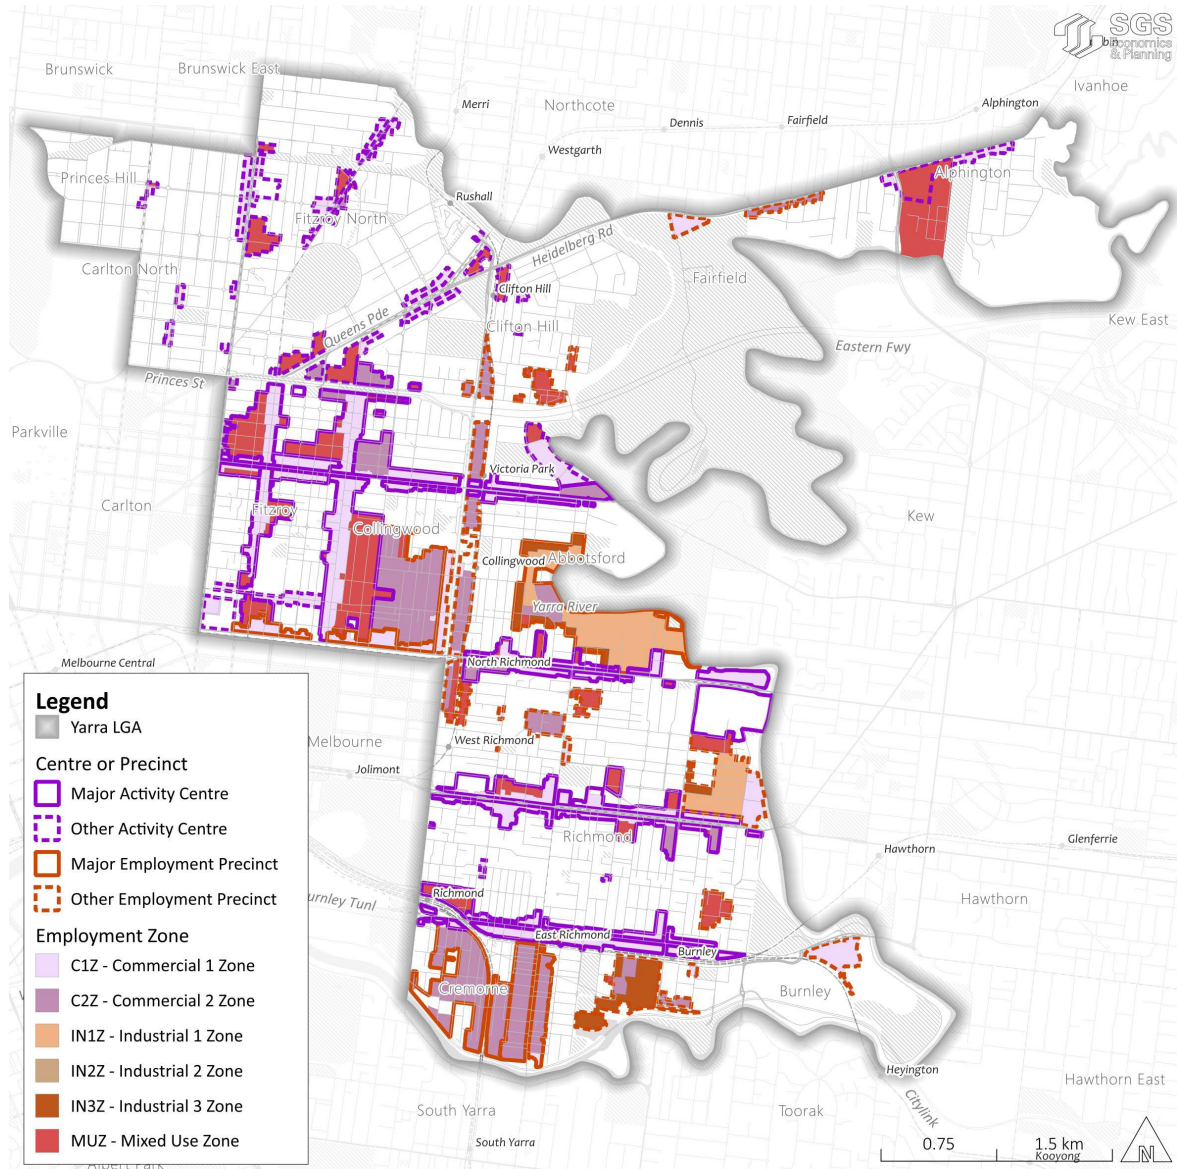 SGS
Economics
& Planning
Brunswick
Brunswick East
Ivanhoe
Merri
Northcote
Alphington
Dennis
Fairfield
Westgarth
Princes Hill
Alphington
Rushall
Fitzroy North
Heidelberg Rd
Carlton North
Fairfield
Clifton Hill
Kew East
Queens Pde
Clifton Hill
Eastern Fwy
Princes St
Parkville
Victoria Park
Carlton
Fitzroy
Kew
Collingwood
Collingwood
Abbotsford
Yarra River
Melbourne Central
North Richmond
Legend
Yarra LGA
Melbourne
West Richmond
Centre or Precinct
Jolimont
Major Activity Centre
Other Activity Centre
Richmond
Glenferrie
Hawthorn
Major Employment Precinct
Other Employment Precinct
Richmond
Hawthorn
urnley Tunl
Employment Zone
East Richmond
Burnley
C1Z - Commercial 1 Zone
Cremorne
Burnley
C2Z - Commercial 2 Zone
IN1Z - Industrial 1 Zone
IN2Z - Industrial 2 Zone
Heyington
Hawthorn East
IN3Z - Industrial 3 Zone
Citylink
South Yarra
Toorak
MUZ - Mixed Use Zone
South Yarra
0.75
1.5 km
Kooyong
N
Albert Park